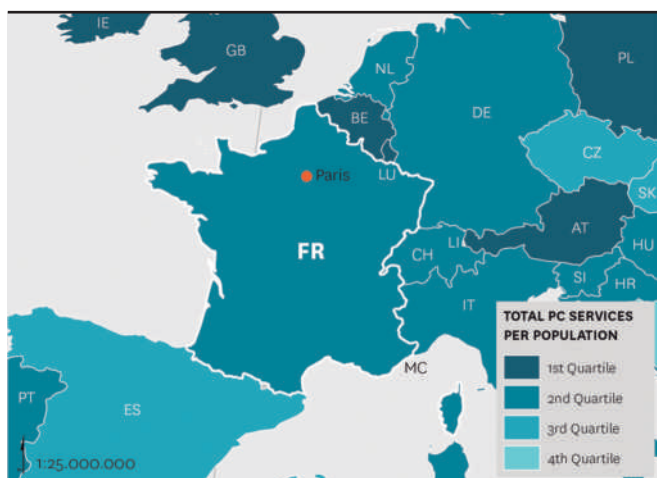 IE
GB
NL
PL
BE
DE
CZ
Paris
LU
SK
FR
AT
LI
CH
HU
SI
HR
IT
TOTAL PC SERVICES
PER POPULATION
1st Quartile
2nd Quartile
3rd Quartile
4th Quartile
MC
PT
ES
1:25.000.000